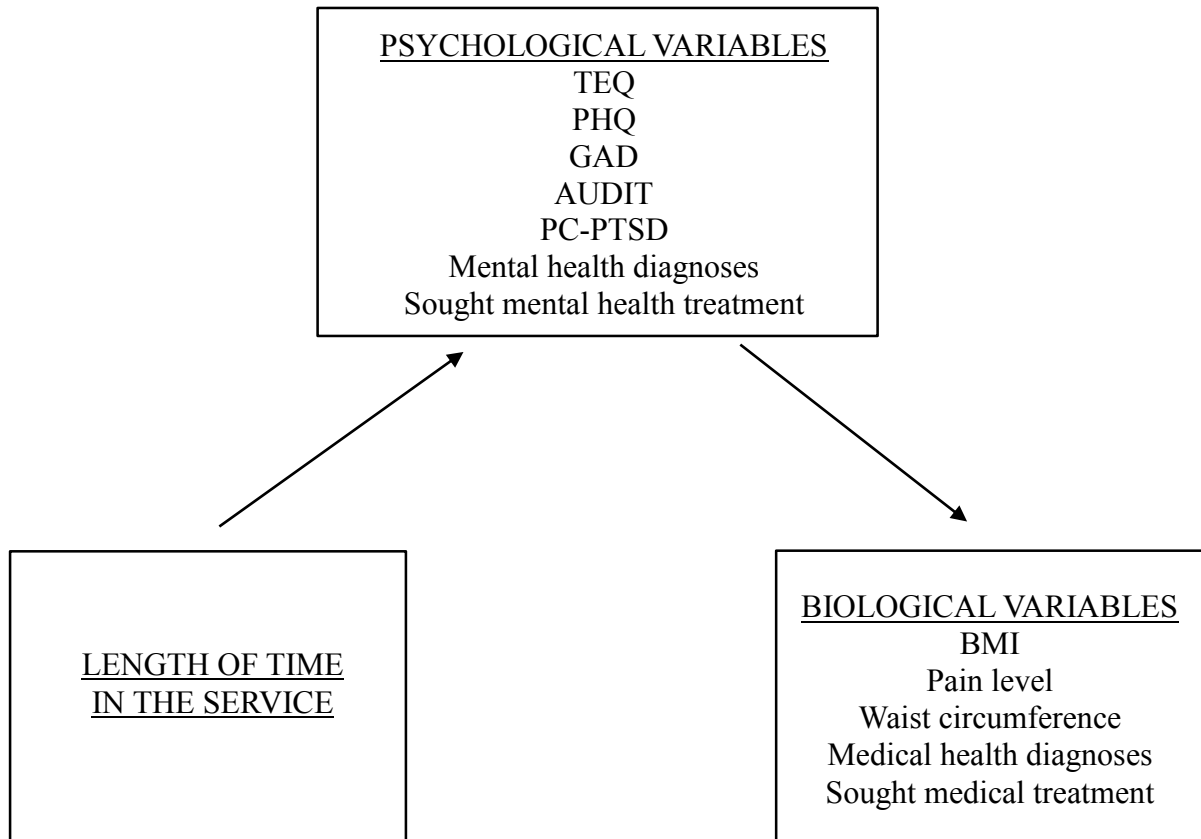 PSYCHOLOGICAL VARIABLES
TEQ
PHQ
GAD
AUDIT
PC-PTSD
Mental health diagnoses
Sought mental health treatment
LENGTH OF TIME
IN THE SERVICE
BIOLOGICAL VARIABLES
BMI
Pain level
Waist circumference
Medical health diagnoses
Sought medical treatment